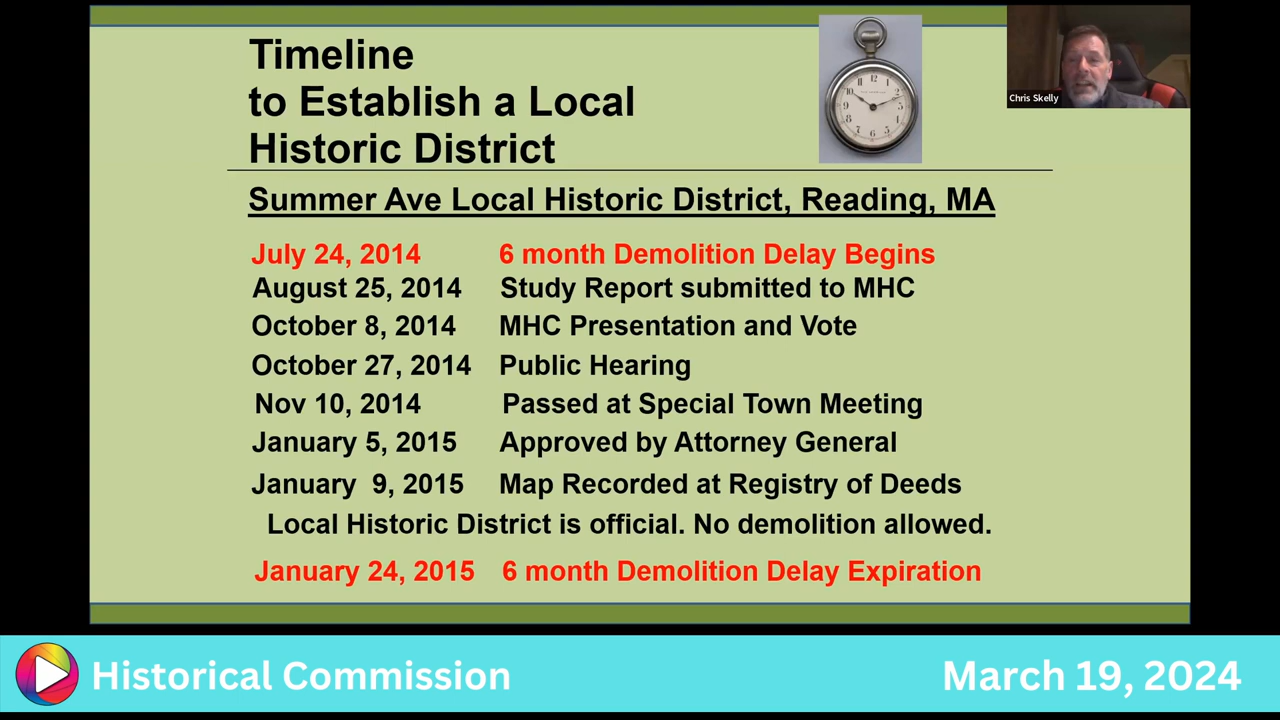 Timeline
to Establish a Local
Historic District
Chris Skelly
Summer Ave Local Historic District, Reading, MA
July 24, 2014 6 month Demolition Delay Begins
August 25, 2014 Study Report submitted to MHC
October 8, 2014 MHC Presentation and Vote
October 27, 2014 Public Hearing
Nov 10, 2014 Passed at Special Town Meeting
January 5, 2015 Approved by Attorney General
January 9, 2015 Map Recorded at Registry of Deeds
Local Historic District is official. No demolition allowed.
January 24, 2015 6 month Demolition Delay Expiration
Historical Commission March 19, 2024